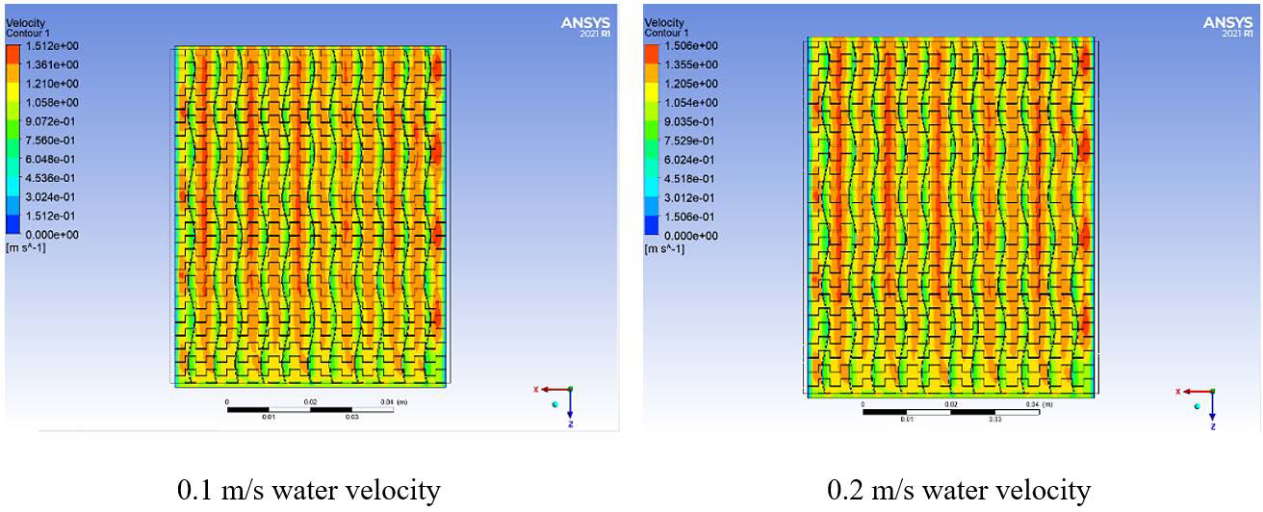 Velocity
Contour 1
1.512e+00
1.361e+00
1.210e+00
1.058e+00
9.072e-01
7.560e-01
6.048e-01
4.536e-01
3.024e-01
1.512e-01
0.000e+00
[m s^-1]
ANSYS
2021 R1
0 0.02 0.04 (m)
0.01 0.03
X
Z
Velocity
Contour 1
1.506e+00
1.355e+00
1.205e+00
1.054e+00
9.035e-01
7.529e-01
6.024e-01
4.518e-01
3.012e-01
1.506e-01
0.000e+00
[m s^-1]
ANSYS
2021 R1
0 0.02 0.04 (m)
0.01 0.03
X
Z
0.1 m/s water velocity
0.2 m/s water velocity